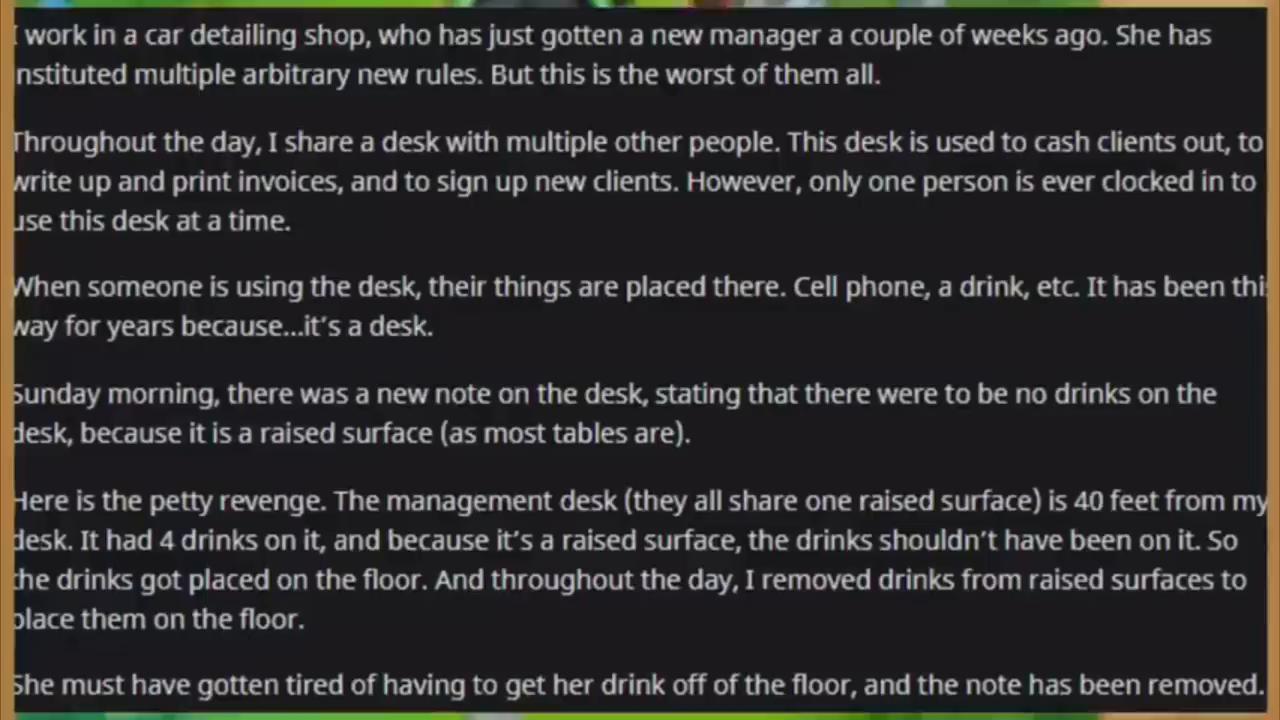 I work in a car detailing shop, who has just gotten a new manager a couple of weeks ago. She has
instituted multiple arbitrary new rules. But this is the worst of them all.
Throughout the day, I share a desk with multiple other people. This desk is used to cash clients out, to
write up and print invoices, and to sign up new clients. However, only one person is ever clocked in to
use this desk at a time.
When someone is using the desk, their things are placed there. Cell phone, a drink, etc. It has been this
way for years because...it's a desk.
Sunday morning, there was a new note on the desk, stating that there were to be no drinks on the
desk, because it is a raised surface (as most tables are).
Here is the petty revenge. The management desk (they all share one raised surface) is 40 feet from my
desk. It had 4 drinks on it, and because it's a raised surface, the drinks shouldn't have been on it. So
the drinks got placed on the floor. And throughout the day, I removed drinks from raised surfaces to
place them on the floor.
She must have gotten tired of having to get her drink off of the floor, and the note has been removed.